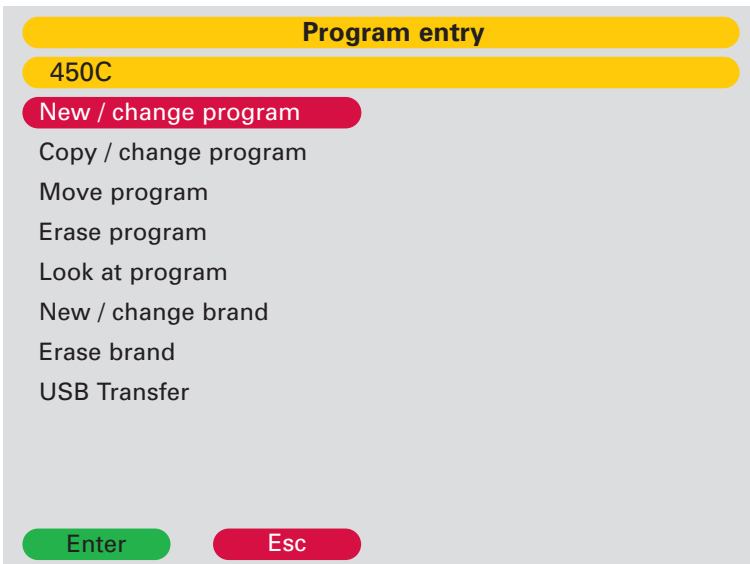 Program entry
450C
New / change program
Copy / change program
Move program
Erase program
Look at program
New / change brand
Erase brand
USB Transfer
Enter Esc